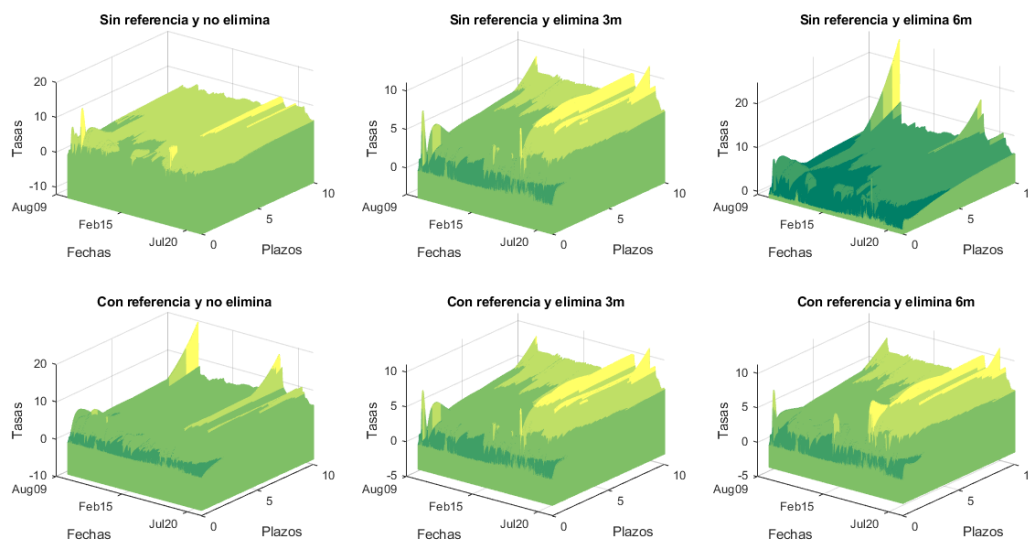 Sin referencia y no elimina
20
10
0
-10
Tasas
Aug09
Feb15
Jul20
Fechas
0
5
10
Plazos
Sin referencia y elimina 3m
10
5
0
Tasas
Aug09
Feb15
Jul20
Fechas
0
5
10
Plazos
Sin referencia y elimina 6m
20
10
0
Tasas
Aug09
Feb15
Jul20
Fechas
0
5
1
Plazos
Con referencia y no elimina
20
10
0
-10
Tasas
Aug09
Feb15
Jul20
Fechas
0
5
10
Plazos
Con referencia y elimina 3m
10
5
0
-5
Tasas
Aug09
Feb15
Jul20
Fechas
0
5
10
Plazos
Con referencia y elimina 6m
10
5
0
-5
Tasas
Aug09
Feb15
Jul20
Fechas
0
5
1
Plazos